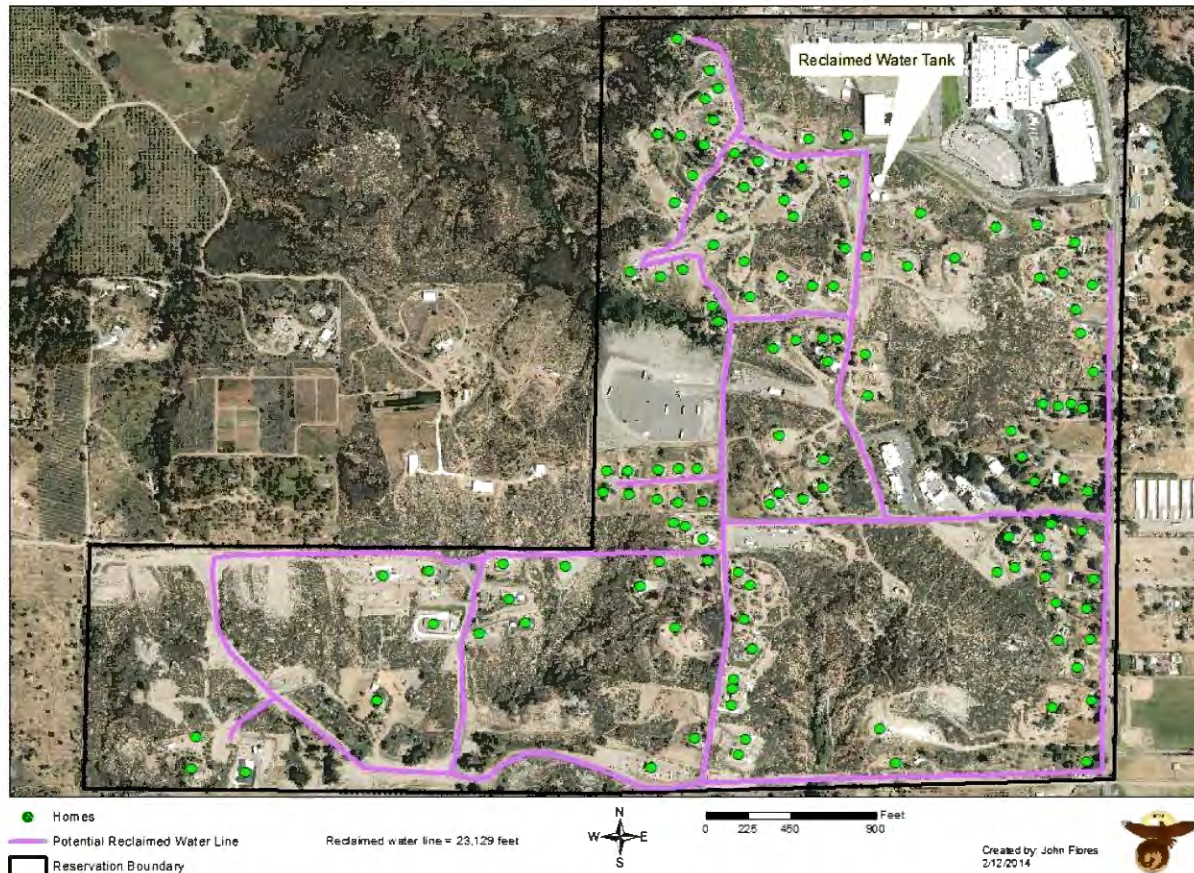 Reclaimed Water Tank
Homes
Potential Reclaimed Water Line
Reservation Boundary
Reclaimed water line = 23,129 feet
N
W E
S
Feet
0 225 450 900
Created by: John Flores
2/12/2014